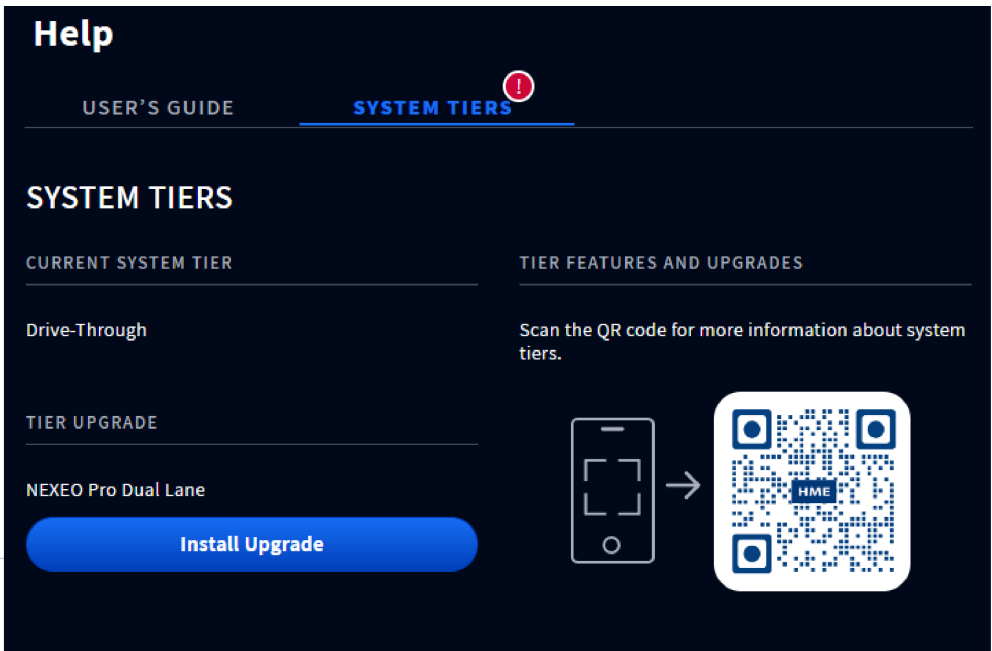 Help
USER'S GUIDE
SYSTEM TIERS
!
SYSTEM TIERS
CURRENT SYSTEM TIER
Drive-Through
TIER UPGRADE
NEXEO Pro Dual Lane
Install Upgrade
TIER FEATURES AND UPGRADES
Scan the QR code for more information about system
tiers.
HME